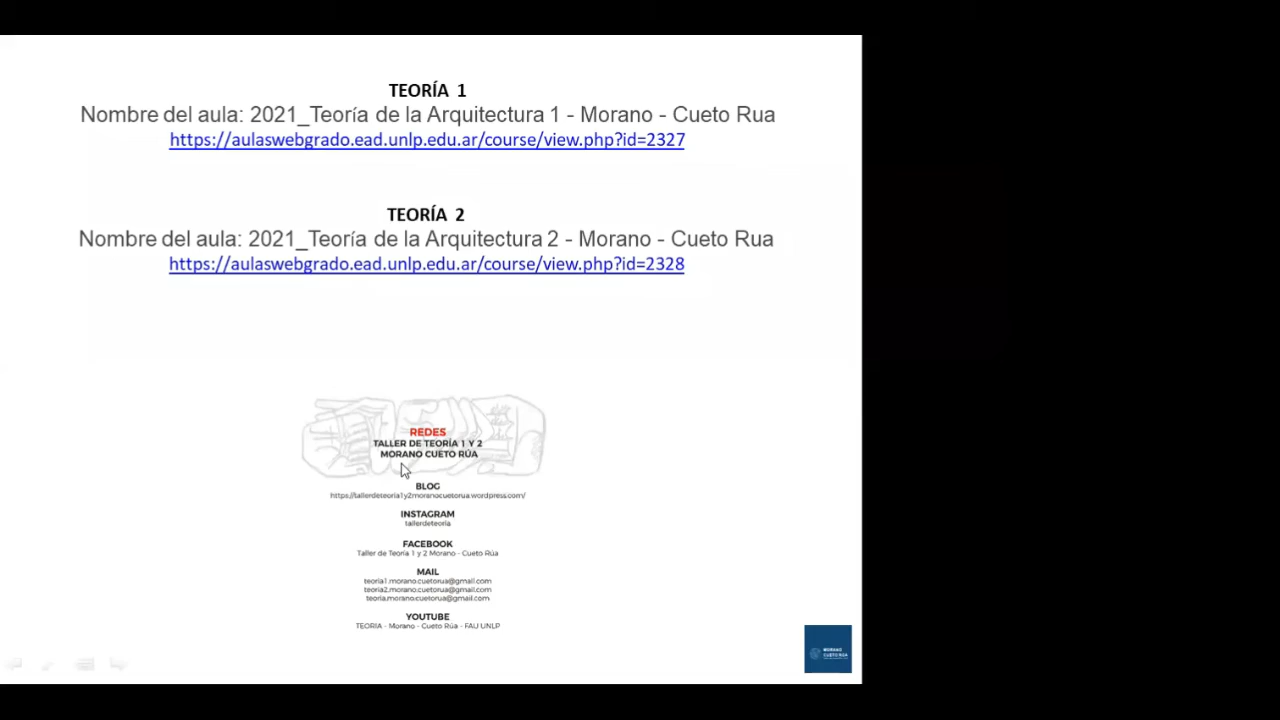 TEORÍA 1
Nombre del aula: 2021_Teoría de la Arquitectura 1 - Morano - Cueto Rua
https://aulaswebgrado.ead.unlp.edu.ar/course/view.php?id=2327
TEORÍA 2
Nombre del aula: 2021_Teoría de la Arquitectura 2 - Morano - Cueto Rua
https://aulaswebgrado.ead.unlp.edu.ar/course/view.php?id=2328
REDES
TALLER DE TEORÍA 1 Y 2
MORANO CUETO RÚA
BLOG
https://tallerdeteoria1y2moranocuetorua.wordpress.com/
INSTAGRAM
tallerdeteoria
FACEBOOK
Taller de Teoría 1 y 2 Morano - Cueto Rúa
MAIL
teoria1.morano.cuetorua@gmail.com
teoria2.morano.cuetorua@gmail.com
teoria.morano.cuetorua@gmail.com
YOUTUBE
TEORIA - Morano - Cueto Rúa - FAU UNLP
MORANO
CUETO RÚA